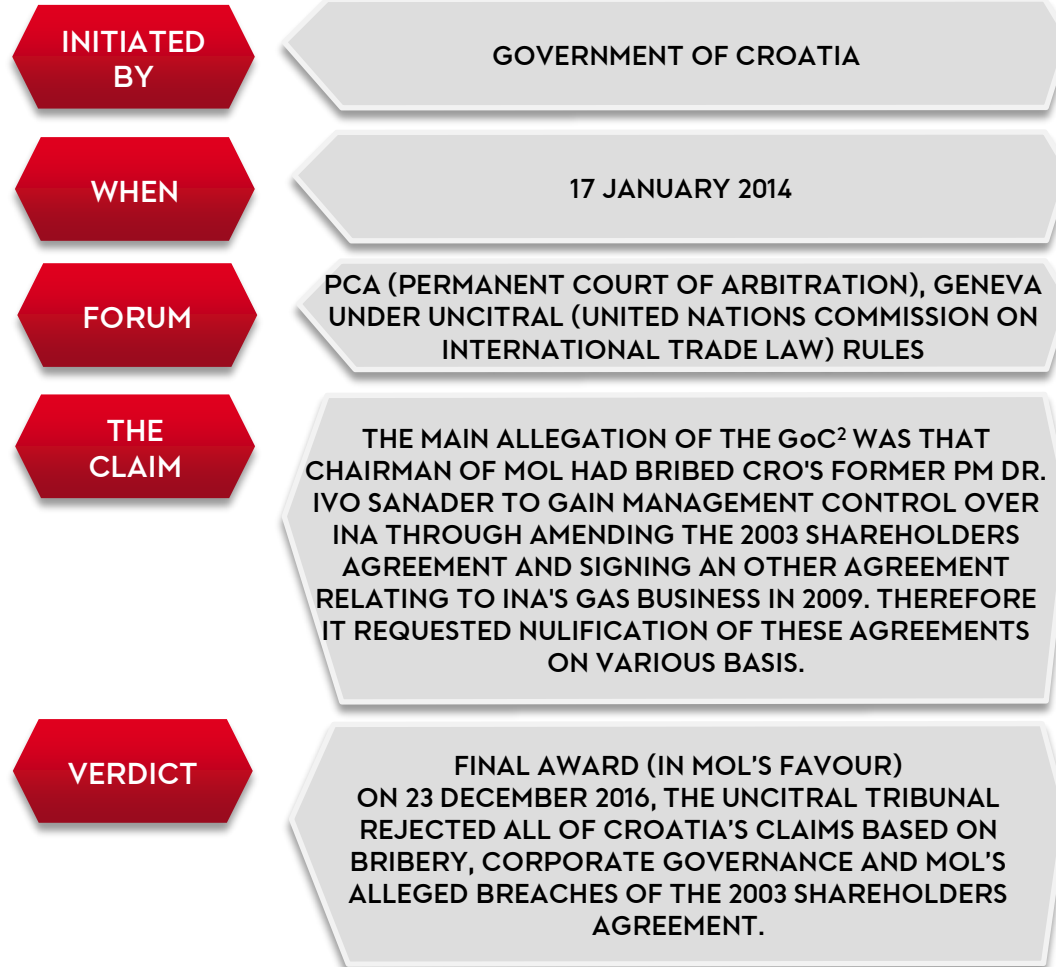 INITIATED
BY
GOVERNMENT OF CROATIA
WHEN
17 JANUARY 2014
FORUM
PCA (PERMANENT COURT OF ARBITRATION), GENEVA
UNDER UNCITRAL (UNITED NATIONS COMMISSION ON
INTERNATIONAL TRADE LAW) RULES
THE
CLAIM
THE MAIN ALLEGATION OF THE GoC² WAS THAT
CHAIRMAN OF MOL HAD BRIBED CRO'S FORMER PM DR.
IVO SANADER TO GAIN MANAGEMENT CONTROL OVER
INA THROUGH AMENDING THE 2003 SHAREHOLDERS
AGREEMENT AND SIGNING AN OTHER AGREEMENT
RELATING TO INA'S GAS BUSINESS IN 2009. THEREFORE
IT REQUESTED NULIFICATION OF THESE AGREEMENTS
ON VARIOUS BASIS.
VERDICT
FINAL AWARD (IN MOL'S FAVOUR)
ON 23 DECEMBER 2016, THE UNCITRAL TRIBUNAL
REJECTED ALL OF CROATIA'S CLAIMS BASED ON
BRIBERY, CORPORATE GOVERNANCE AND MOL'S
ALLEGED BREACHES OF THE 2003 SHAREHOLDERS
AGREEMENT.